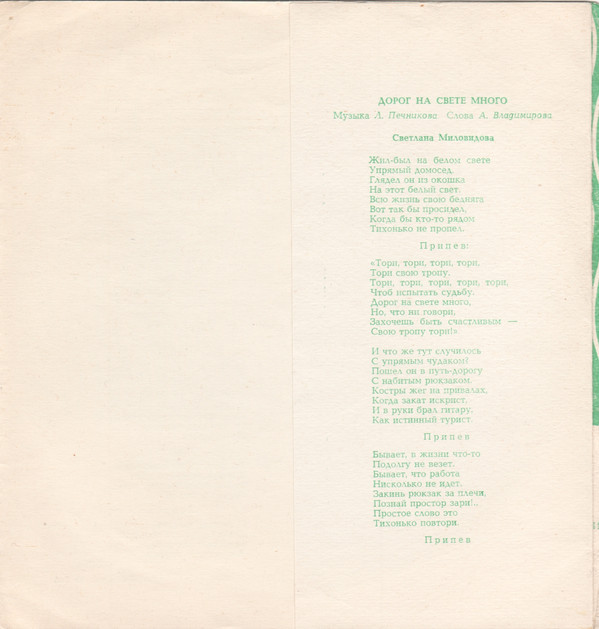 ДОРОГ НА СВЕТЕ МНОГО
Музыка Л. Печникова Слова А. Владимирова
Светлана Миловидова
Жил-был на белом свете
Упрямый домосед.
Глядел он из окошка
На этот белый свет.
Всю жизнь свою бедняга
Вот так бы просидел,
Когда бы кто-то рядом
Тихонько не пропел.
Припев:
«Тори, тори, тори, тори,
Тори свою тропу.
Тори, тори, тори, тори, тори,
Чтоб испытать судьбу.
Дорог на свете много,
Но, что ни говори,
Захочешь быть счастливым —
Свою тропу тори!»
И что же тут случилось
С упрямым чудаком?
Пошел он в путь-дорогу
С набитым рюкзаком.
Костры жег на привалах,
Когда закат искрист,
И в руки брал гитару,
Как истинный турист.
Припев
Бывает, в жизни что-то
Подолгу не везет.
Бывает, что работа
Нисколько не идет.
Закинь рюкзак за плечи,
Познай простор зари!..
Простое слово это
Тихонько повтори.
Припев